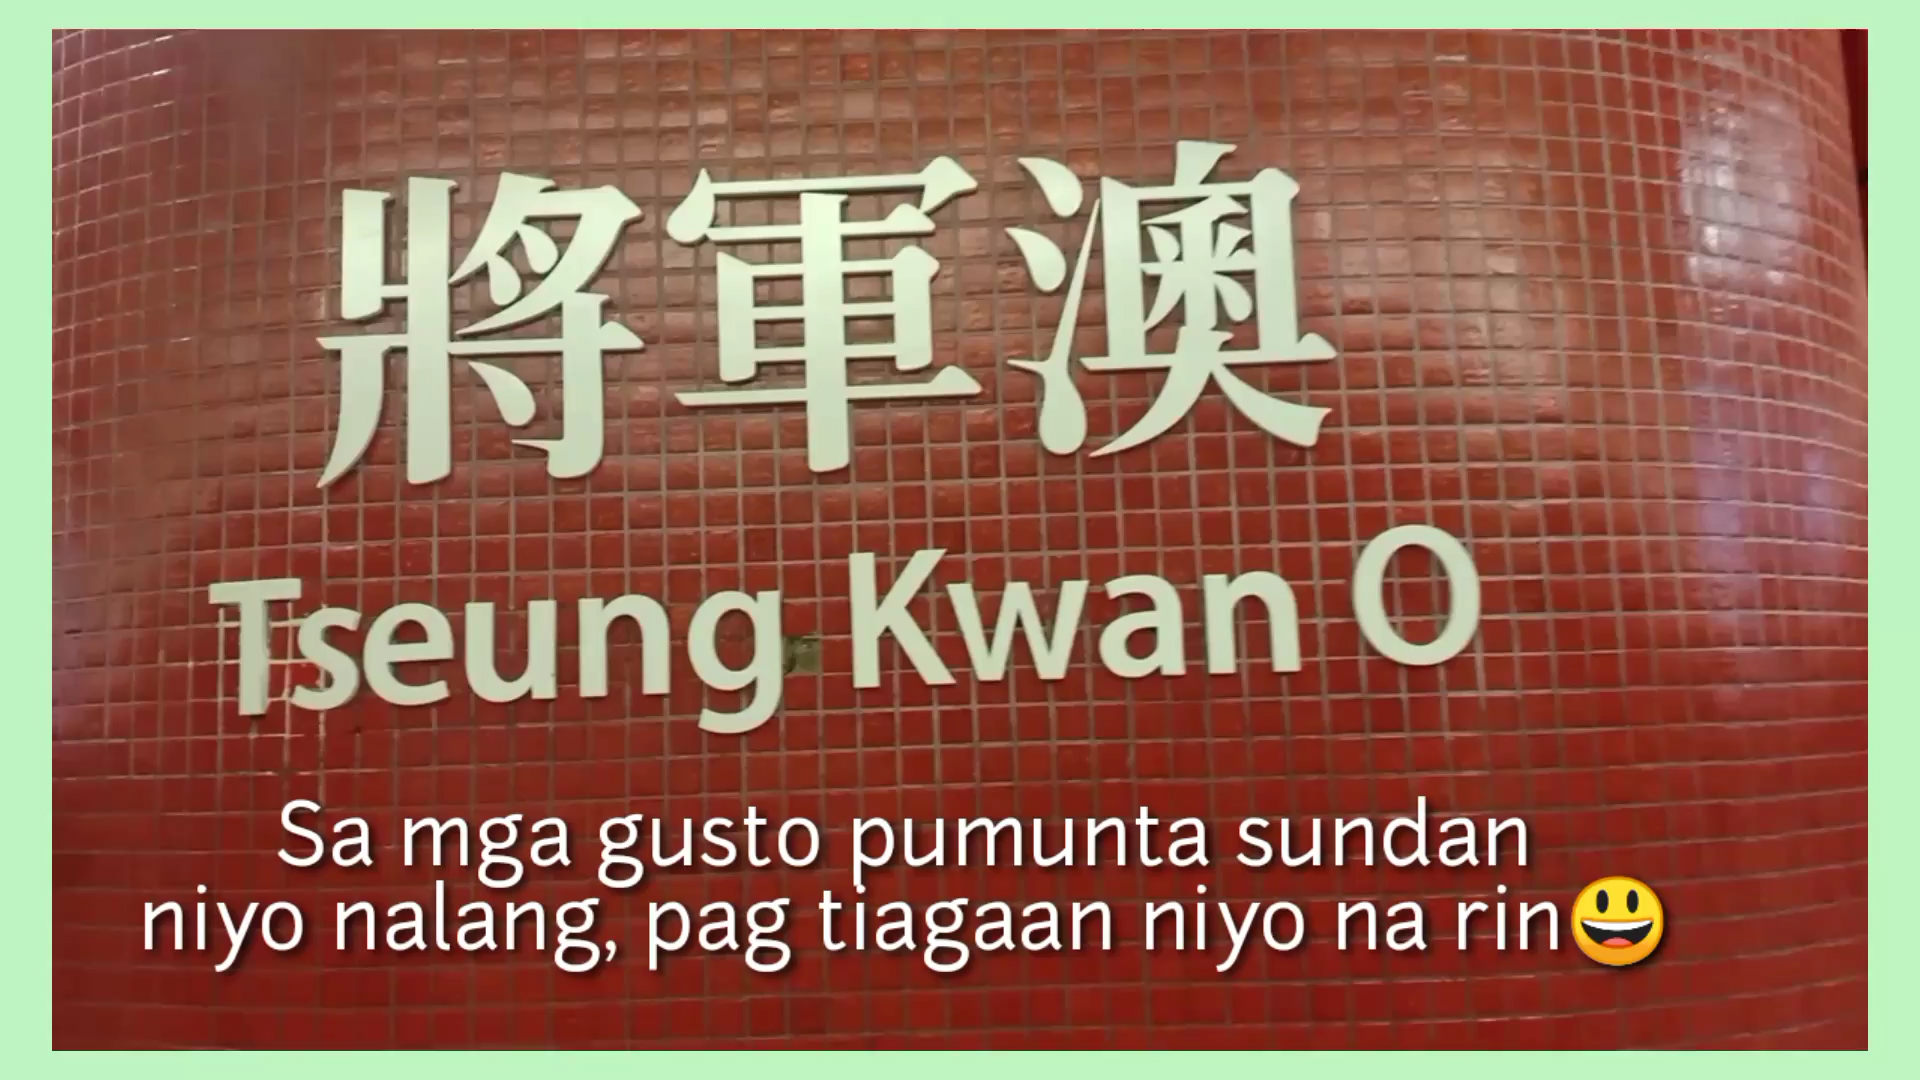 將軍澳
Tseung Kwan O
Sa mga gusto pumunta sundan
niyo nalang, pag tiagaan niyo na rin😃